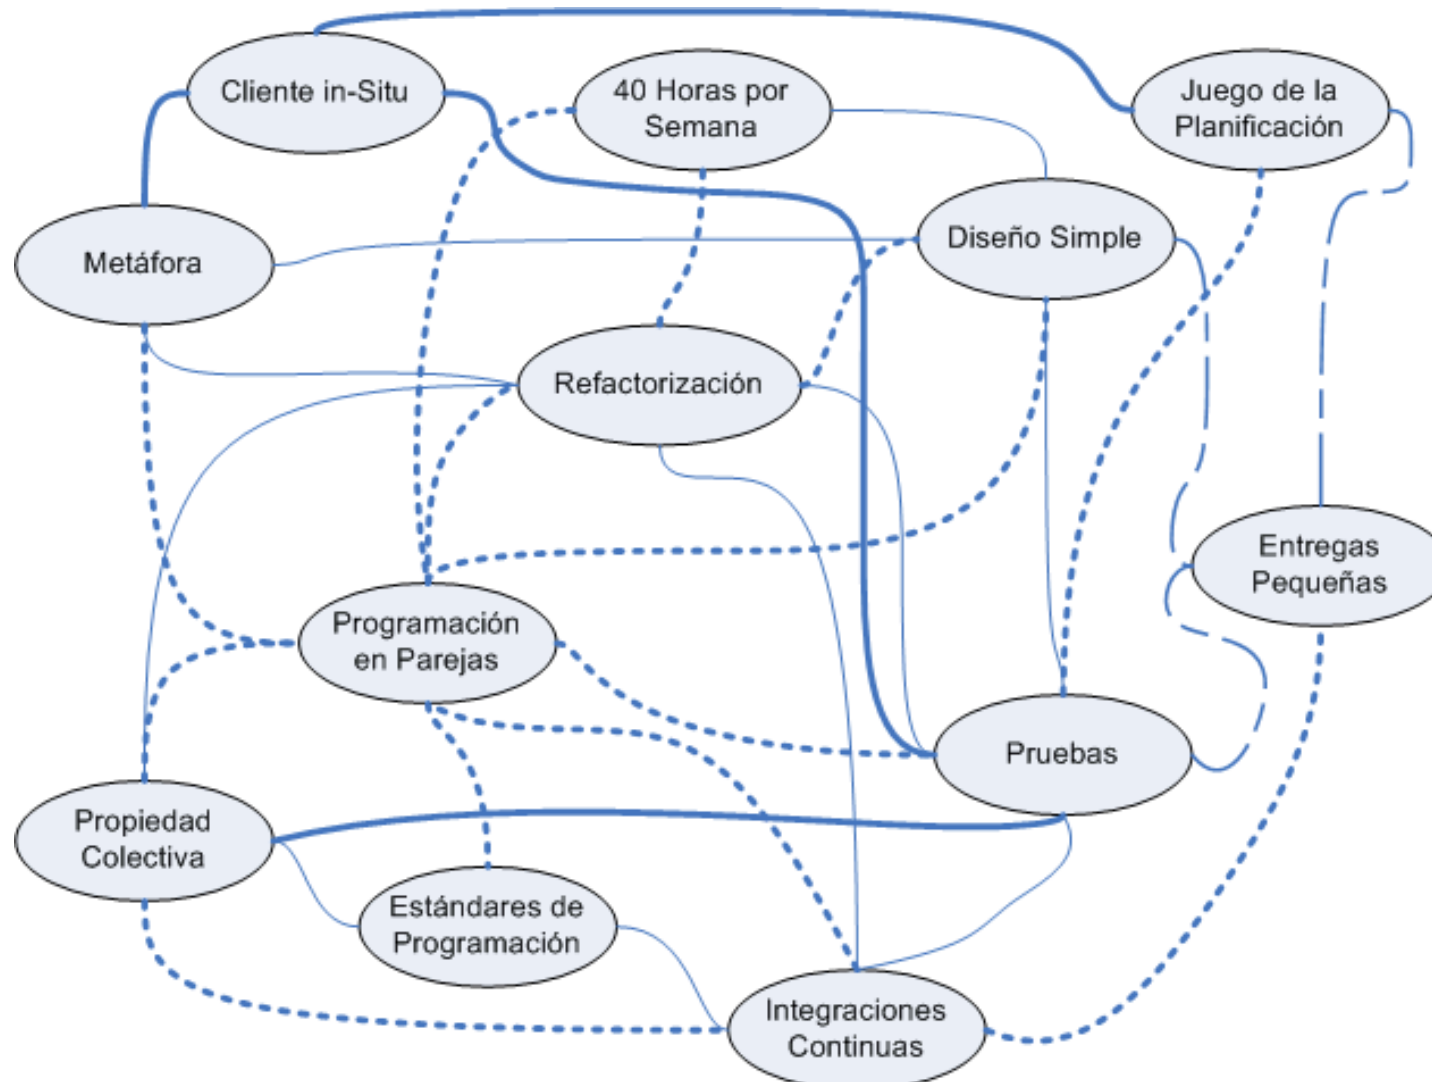 Cliente in-Situ
40 Horas por
Semana
Juego de la
Planificación
Metáfora
Diseño Simple
Refactorización
Entregas
Pequeñas
Programación
en Parejas
Pruebas
Propiedad
Colectiva
Estándares de
Programación
Integraciones
Continuas